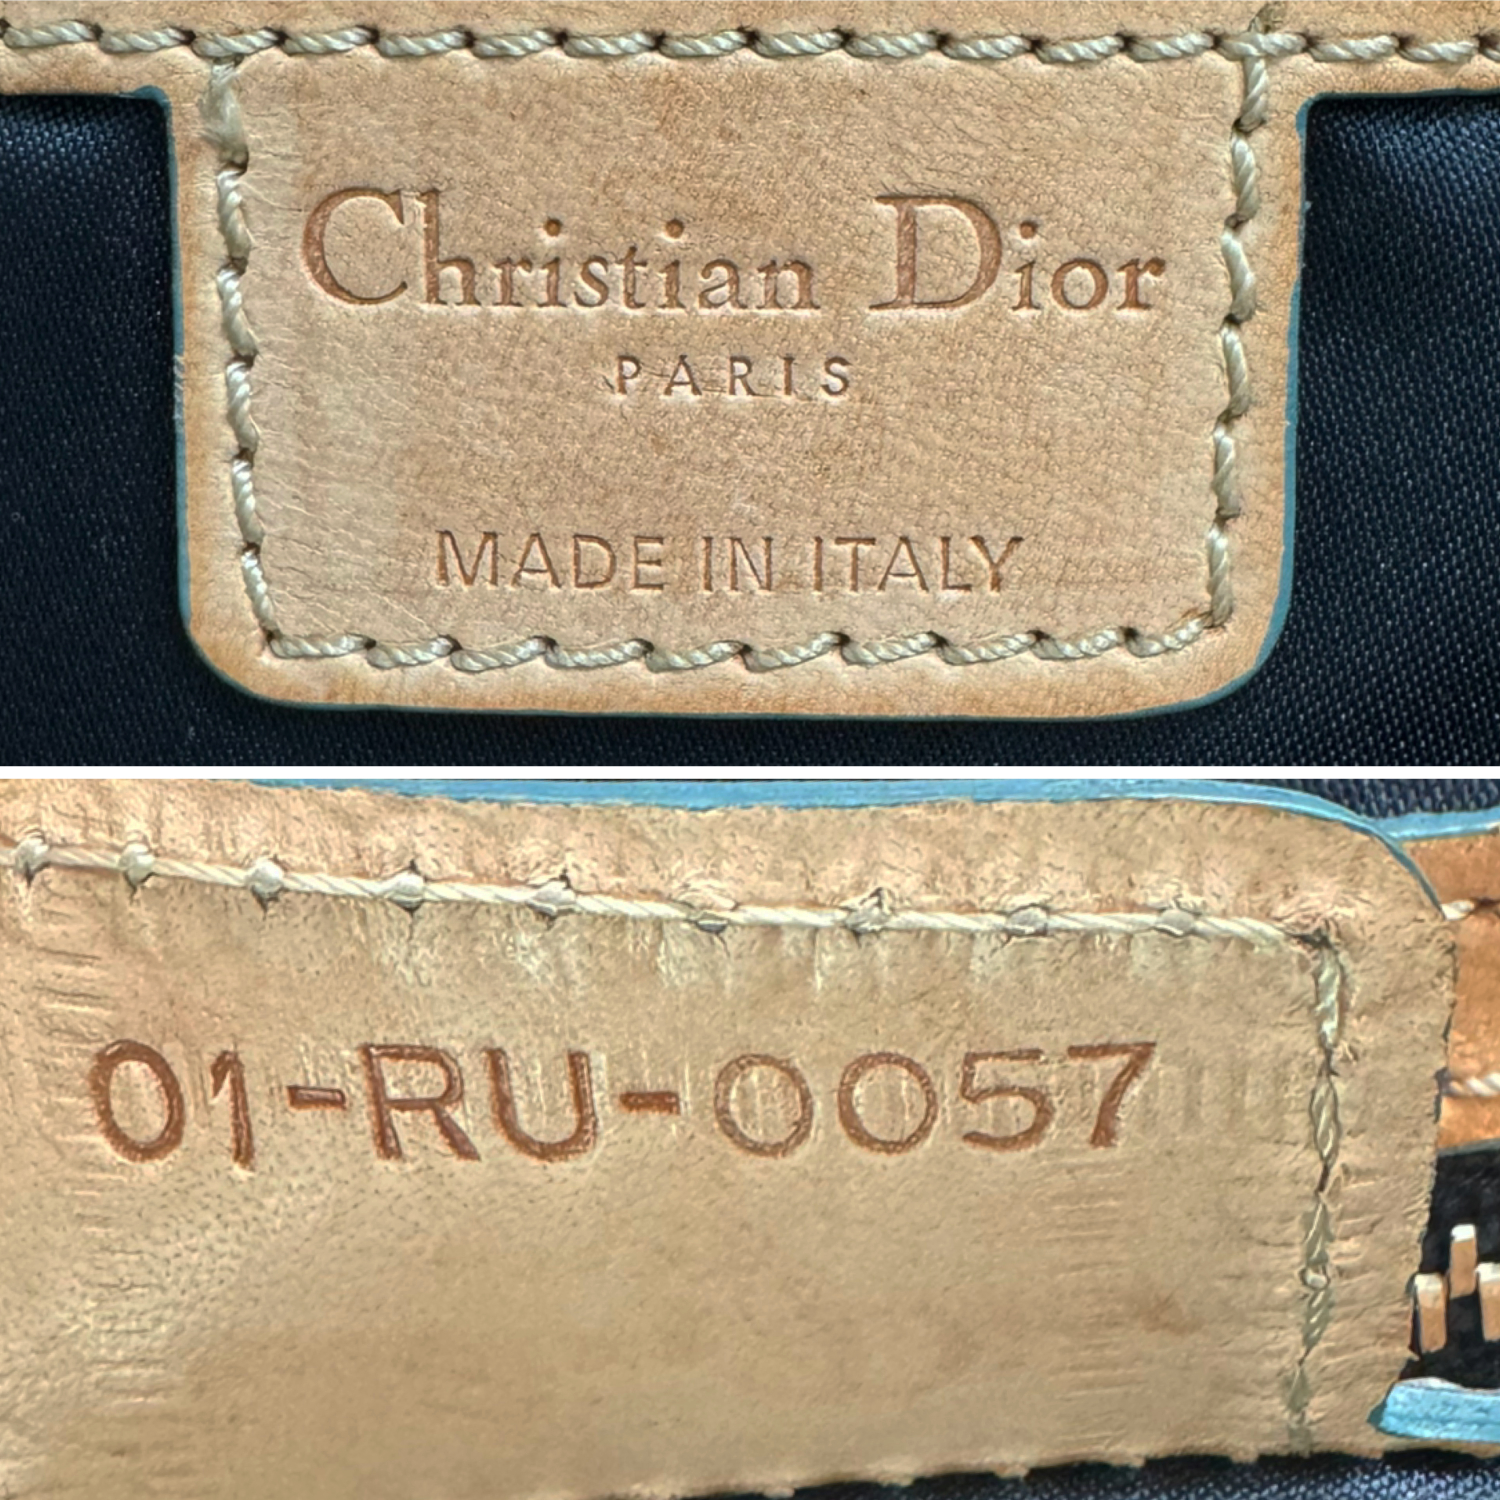 Christian Dior
PARIS
MADE IN ITALY
01-RU-0057